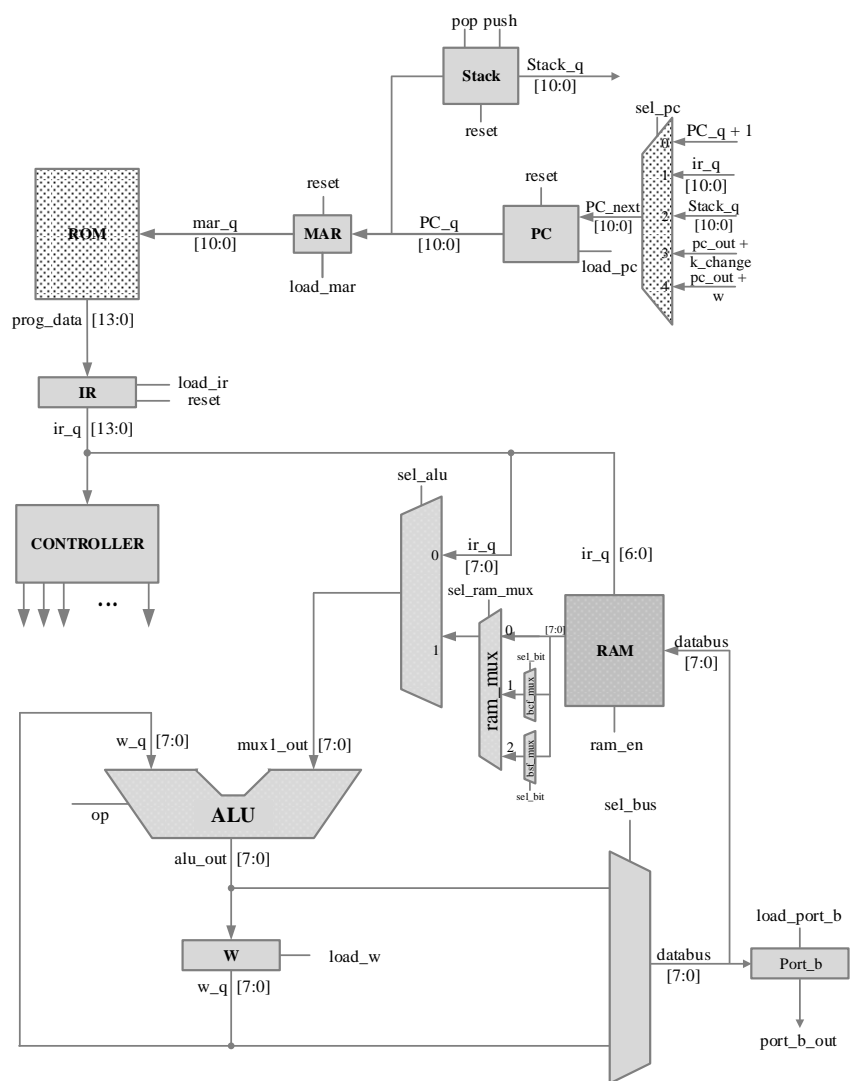 pop push
Stack
Stack_q
[10:0]
reset
sel_pc
0
PC_q + 1
1
ir_q
[10:0]
2
Stack_q
[10:0]
3
pc_out +
k_change
4
pc_out +
w
PC_next
[10:0]
reset
PC
load_pc
PC_q
[10:0]
reset
MAR
load_mar
mar_q
[10:0]
ROM
prog_data [13:0]
IR
load_ir
reset
ir_q [13:0]
CONTROLLER
...
sel_alu
0
ir_q
[7:0]
1
sel_ram_mux
ram_mux
0
1
2
[7:0]
sel_bit
bcf_mux
bsf_mux
sel_bit
ir_q [6:0]
RAM
databus
[7:0]
ram_en
w_q [7:0]
mux1_out [7:0]
ALU
op
alu_out [7:0]
W
load_w
w_q [7:0]
sel_bus
databus
[7:0]
load_port_b
Port_b
port_b_out